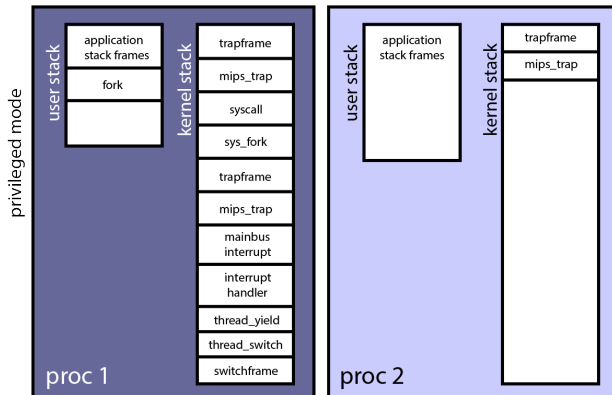 privileged mode
user stack
application
stack frames
fork
kernel stack
trapframe
mips_trap
syscall
sys_fork
trapframe
mips_trap
mainbus
interrupt
interrupt
handler
thread_yield
thread_switch
switchframe
proc 1
user stack
application
stack frames
kernel stack
trapframe
mips_trap
proc 2